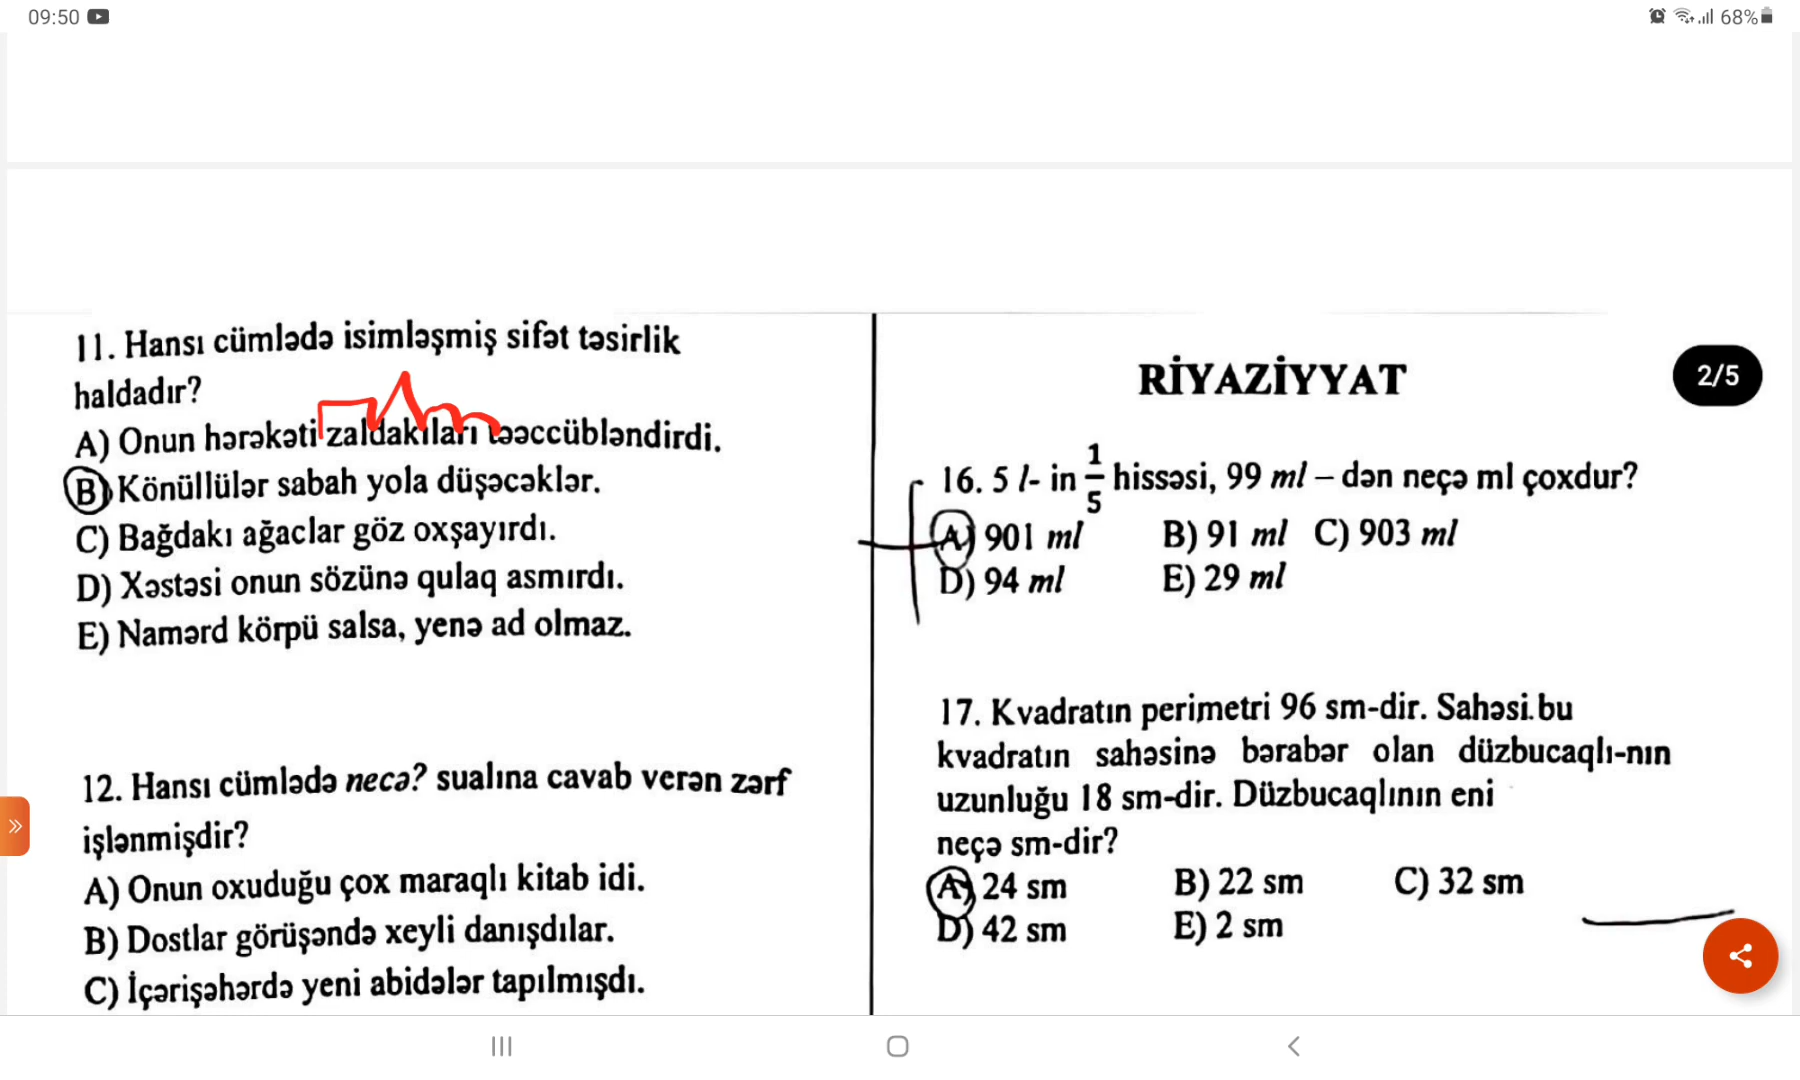 09:50
68%
11. Hansı cümlədə isimləşmiş sifət təsirlik
haldadır?
A) Onun hərəkəti zaldakıları təəccübləndirdi.
B) Könüllülər sabah yola düşəcəklər.
C) Bağdakı ağaclar göz oxşayırdı.
D) Xəstəsi onun sözünə qulaq asmırdı.
E) Namərd körpü salsa, yenə ad olmaz.
12. Hansı cümlədə necə? sualına cavab verən zərf
işlənmişdir?
A) Onun oxuduğu çox maraqlı kitab idi.
B) Dostlar görüşəndə xeyli danışdılar.
C) İçərişəhərdə yeni abidələr tapılmışdı.
RİYAZİYYAT
2/5
16. 5 l- in 1/5 hissəsi, 99 ml – dən neçə ml çoxdur?
A) 901 ml B) 91 ml C) 903 ml
D) 94 ml E) 29 ml
17. Kvadratın perimetri 96 sm-dir. Sahəsi.bu
kvadratın sahəsinə bərabər olan düzbucaqlı-nın
uzunluğu 18 sm-dir. Düzbucaqlının eni
neçə sm-dir?
A) 24 sm B) 22 sm C) 32 sm
D) 42 sm E) 2 sm